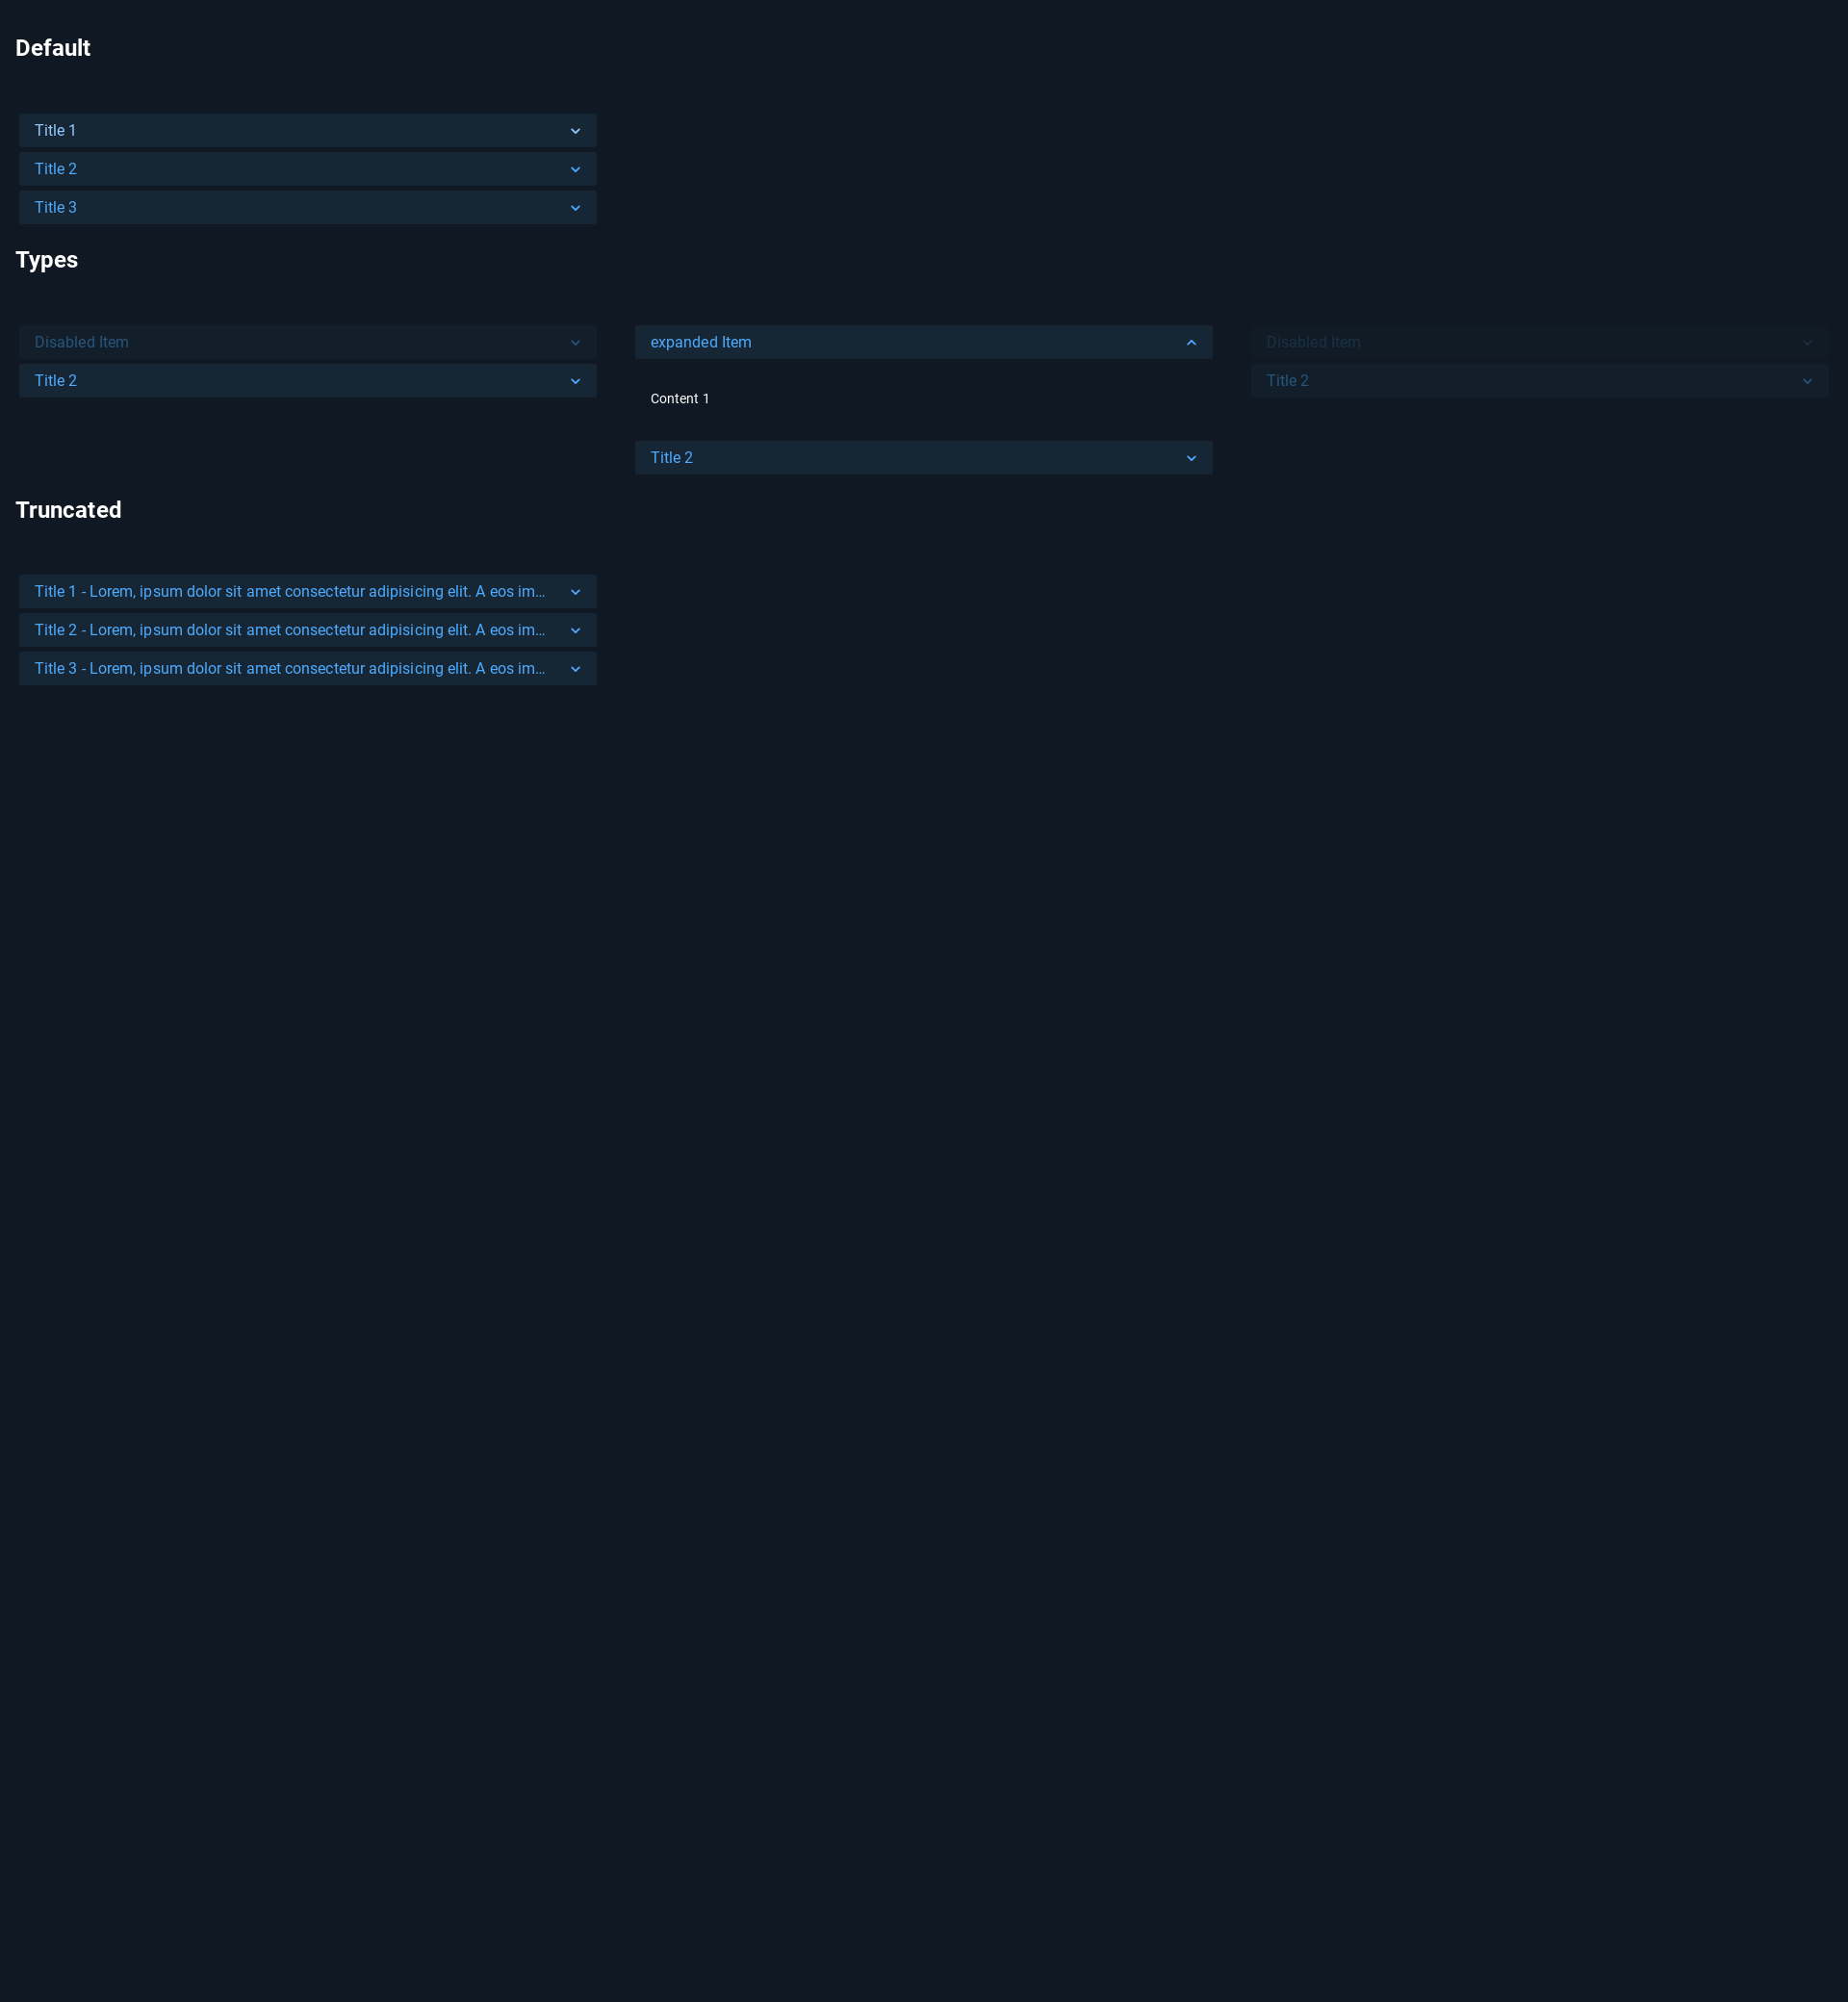 Default
Title 1
Title 2
Title 3
Types
Disabled Item
Title 2
expanded Item
Content 1
Title 2
Disabled Item
Title 2
Truncated
Title 1 - Lorem, ipsum dolor sit amet consectetur adipisicing elit. A eos im...
Title 2 - Lorem, ipsum dolor sit amet consectetur adipisicing elit. A eos im...
Title 3 - Lorem, ipsum dolor sit amet consectetur adipisicing elit. A eos im...